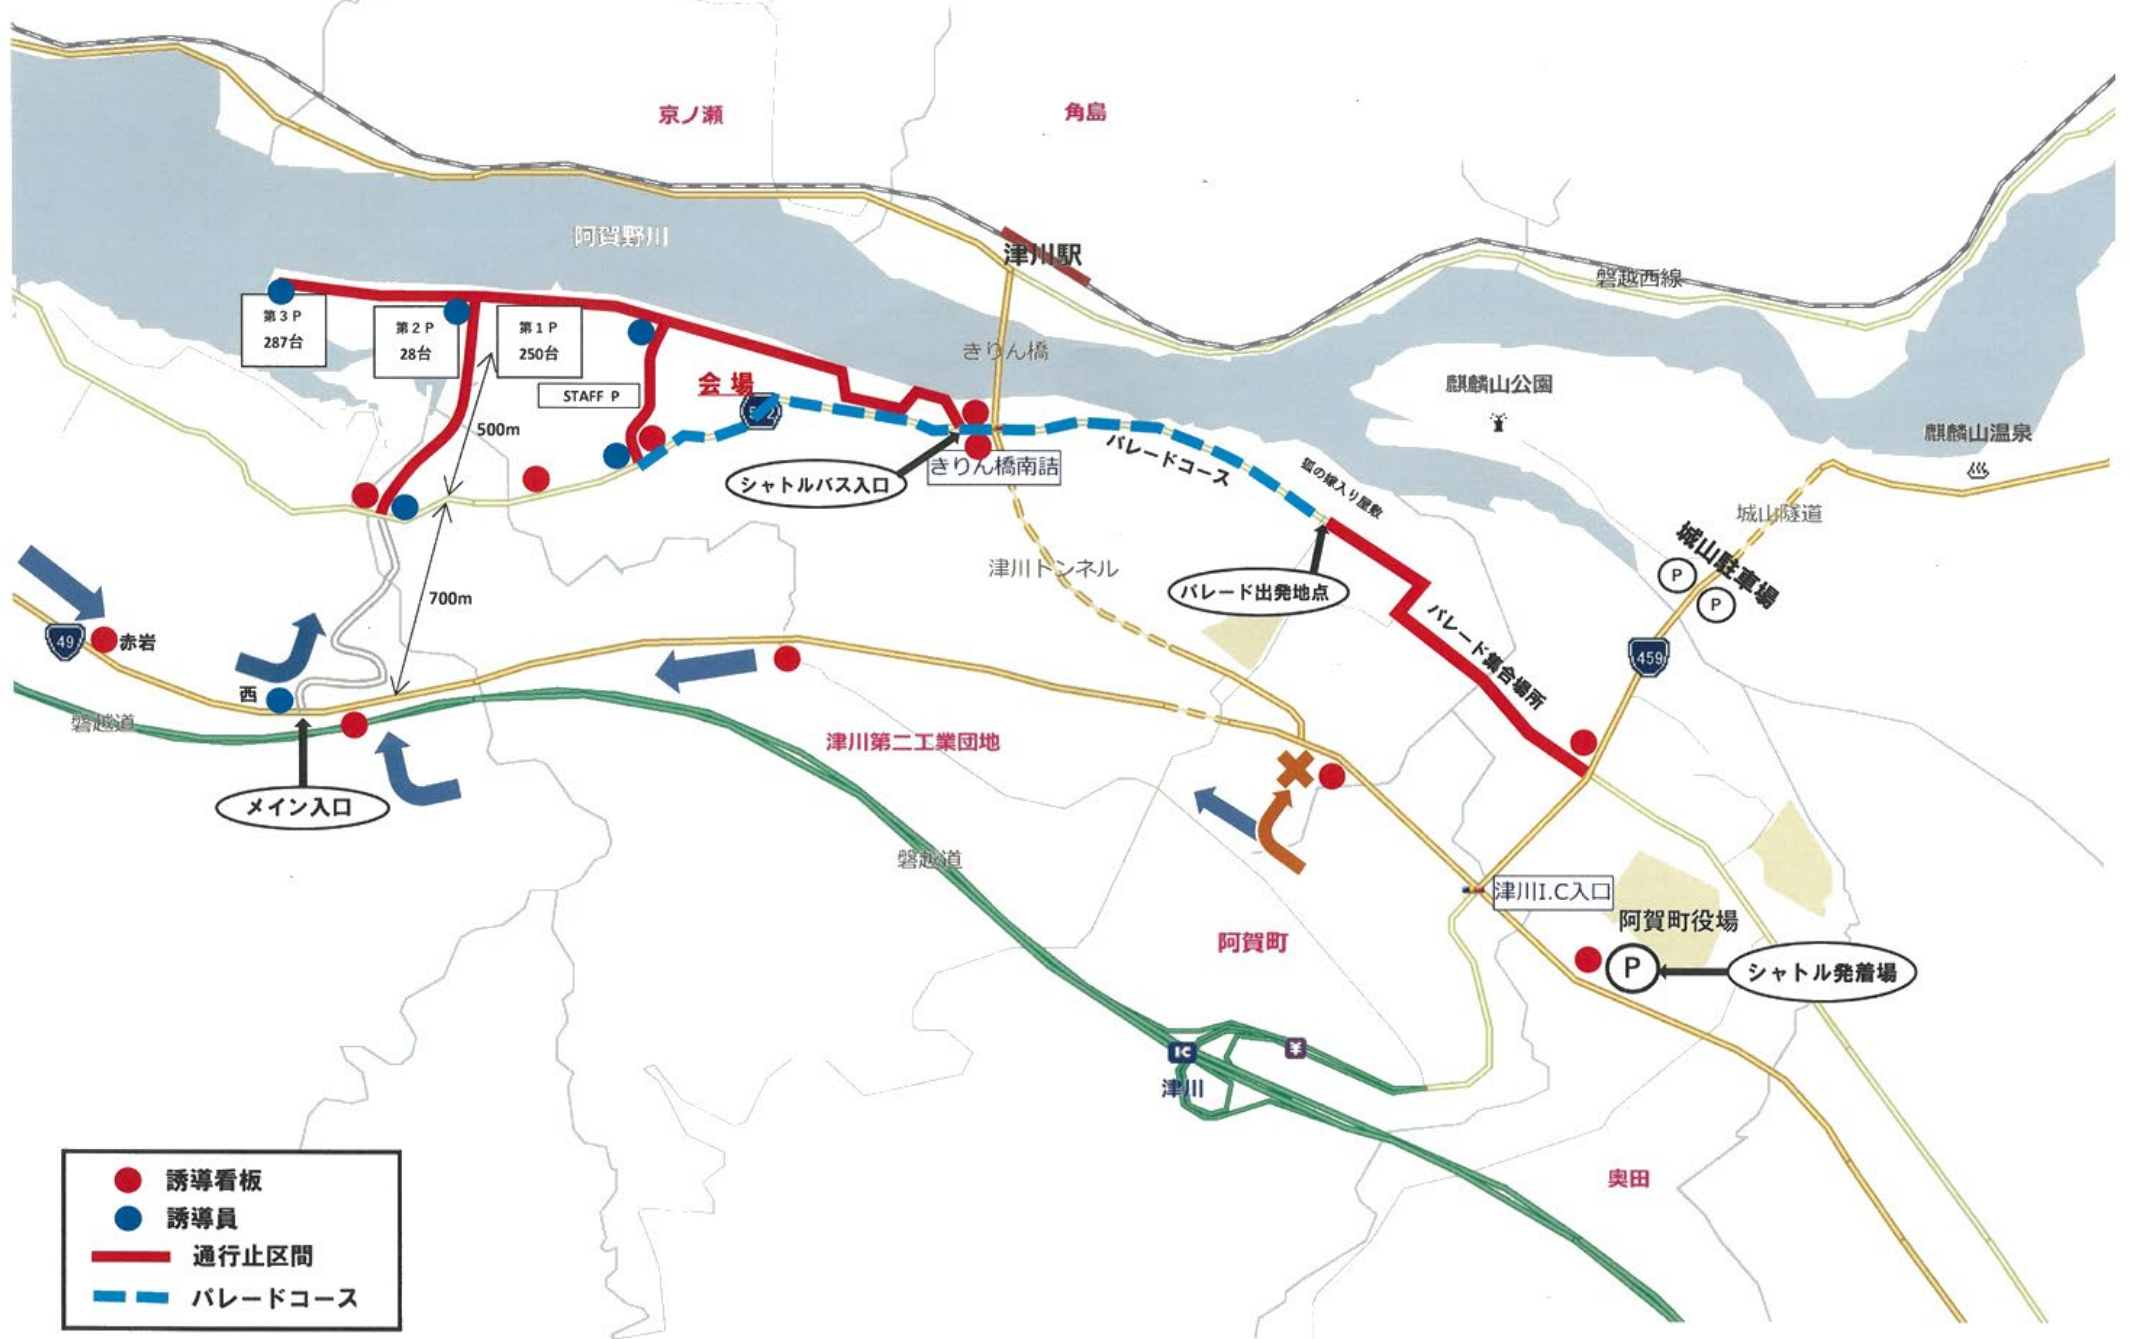 京ノ瀬
角島
阿賀野川
津川駅
磐越西線
第３Ｐ
287台
第２Ｐ
28台
第１Ｐ
250台
きりん橋
STAFF P
会 場
麒麟山公園
麒麟山温泉
500m
パレードコース
きりん橋南詰
シャトルバス入口
狐の嫁入り屋敷
城山隧道
城山駐車場
P
P
津川トンネル
パレード出発地点
700m
49
赤岩
パレード集合場所
459
西
磐越道
津川第二工業団地
メイン入口
磐越道
津川I.C入口
阿賀町役場
阿賀町
P
シャトル発着場
IC
¥
津川
奥田
誘導看板
誘導員
通行止区間
パレードコース